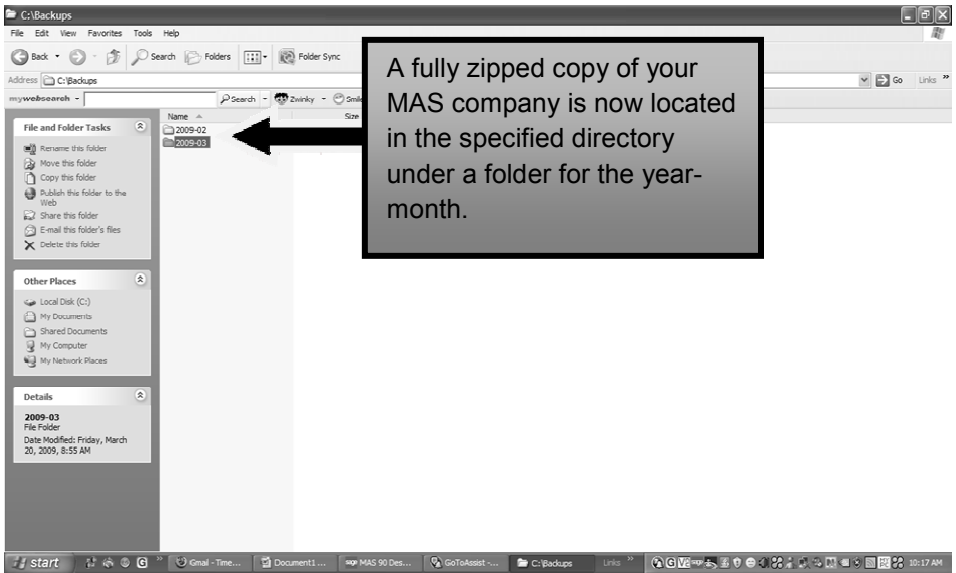 C:\Backups
File Edit View Favorites Tools Help
Back Search Folders Folder Sync
Address C:\Backups Go Links »
mywebsearch Search Zwinky Smile
Name Size
2009-02
2009-03
A fully zipped copy of your
MAS company is now located
in the specified directory
under a folder for the year-
month.
File and Folder Tasks
Rename this folder
Move this folder
Copy this folder
Publish this folder to the
Web
Share this folder
E-mail this folder's files
Delete this folder
Other Places
Local Disk (C:)
My Documents
Shared Documents
My Computer
My Network Places
Details
2009-03
File Folder
Date Modified: Friday, March
20, 2009, 8:55 AM
start Gmail - Time... Document1 ... MAS 90 Des... GoToAssist -... C:\Backups Links » 10:17 AM